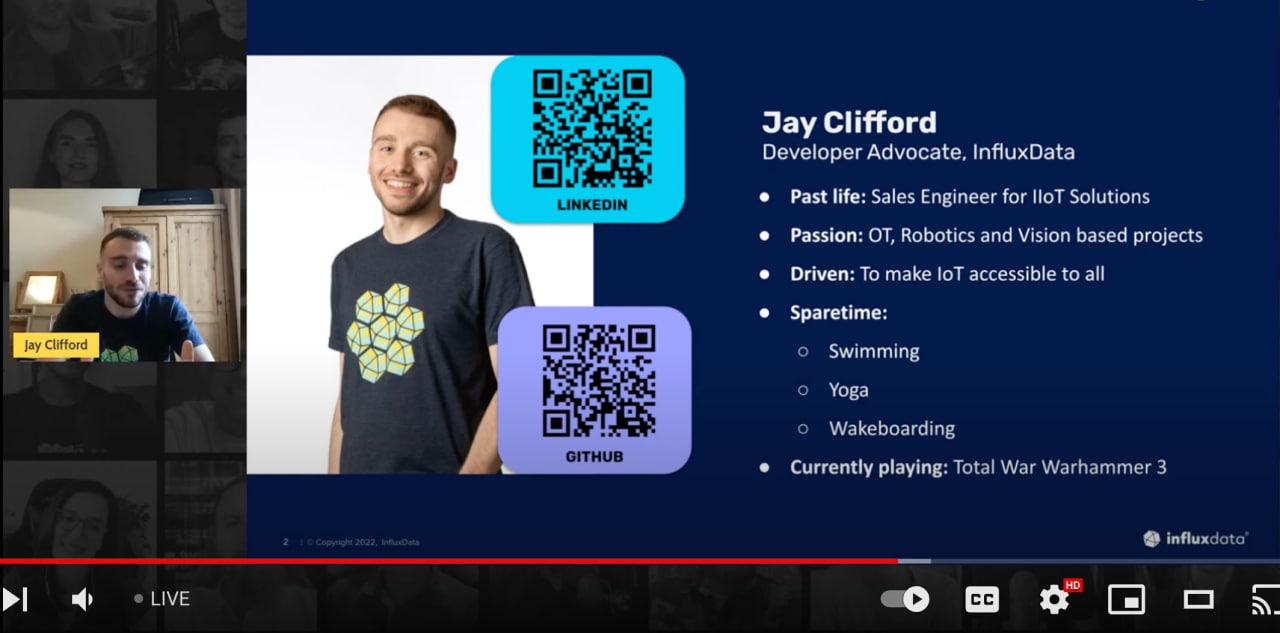 LINKEDIN
Jay Clifford
Developer Advocate, InfluxData
Past life: Sales Engineer for IIoT Solutions
Passion: OT, Robotics and Vision based projects
Driven: To make IoT accessible to all
Sparetime:
Swimming
Yoga
Wakeboarding
Currently playing: Total War Warhammer 3
Jay Clifford
GITHUB
2 | © Copyright 2022, InfluxData
influxdata®
LIVE
CC
HD